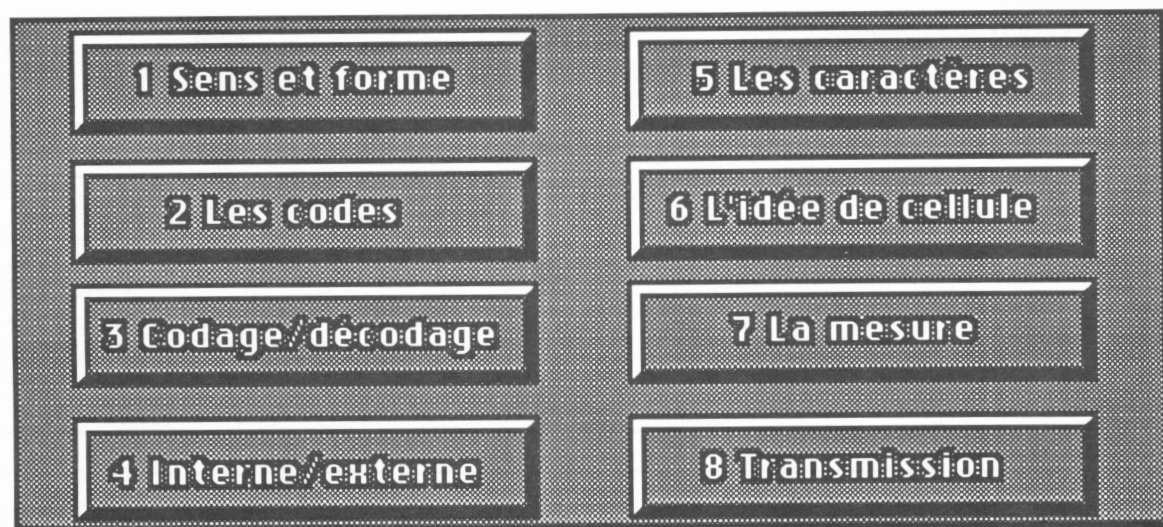 1 Sens et forme
2 Les codes
3 Codage/décodage
4 Interne/externe
5 Les caractères
6 L'idée de cellule
7 La mesure
8 Transmission